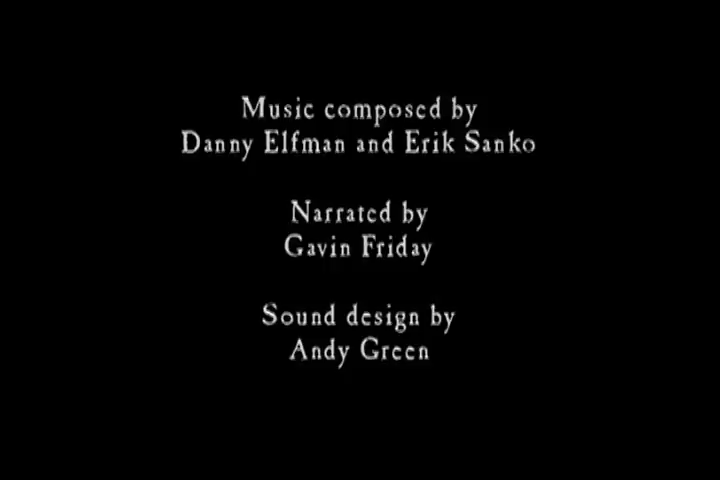 Music composed by
Danny Elfman and Erik Sanko
Narrated by
Gavin Friday
Sound design by
Andy Green